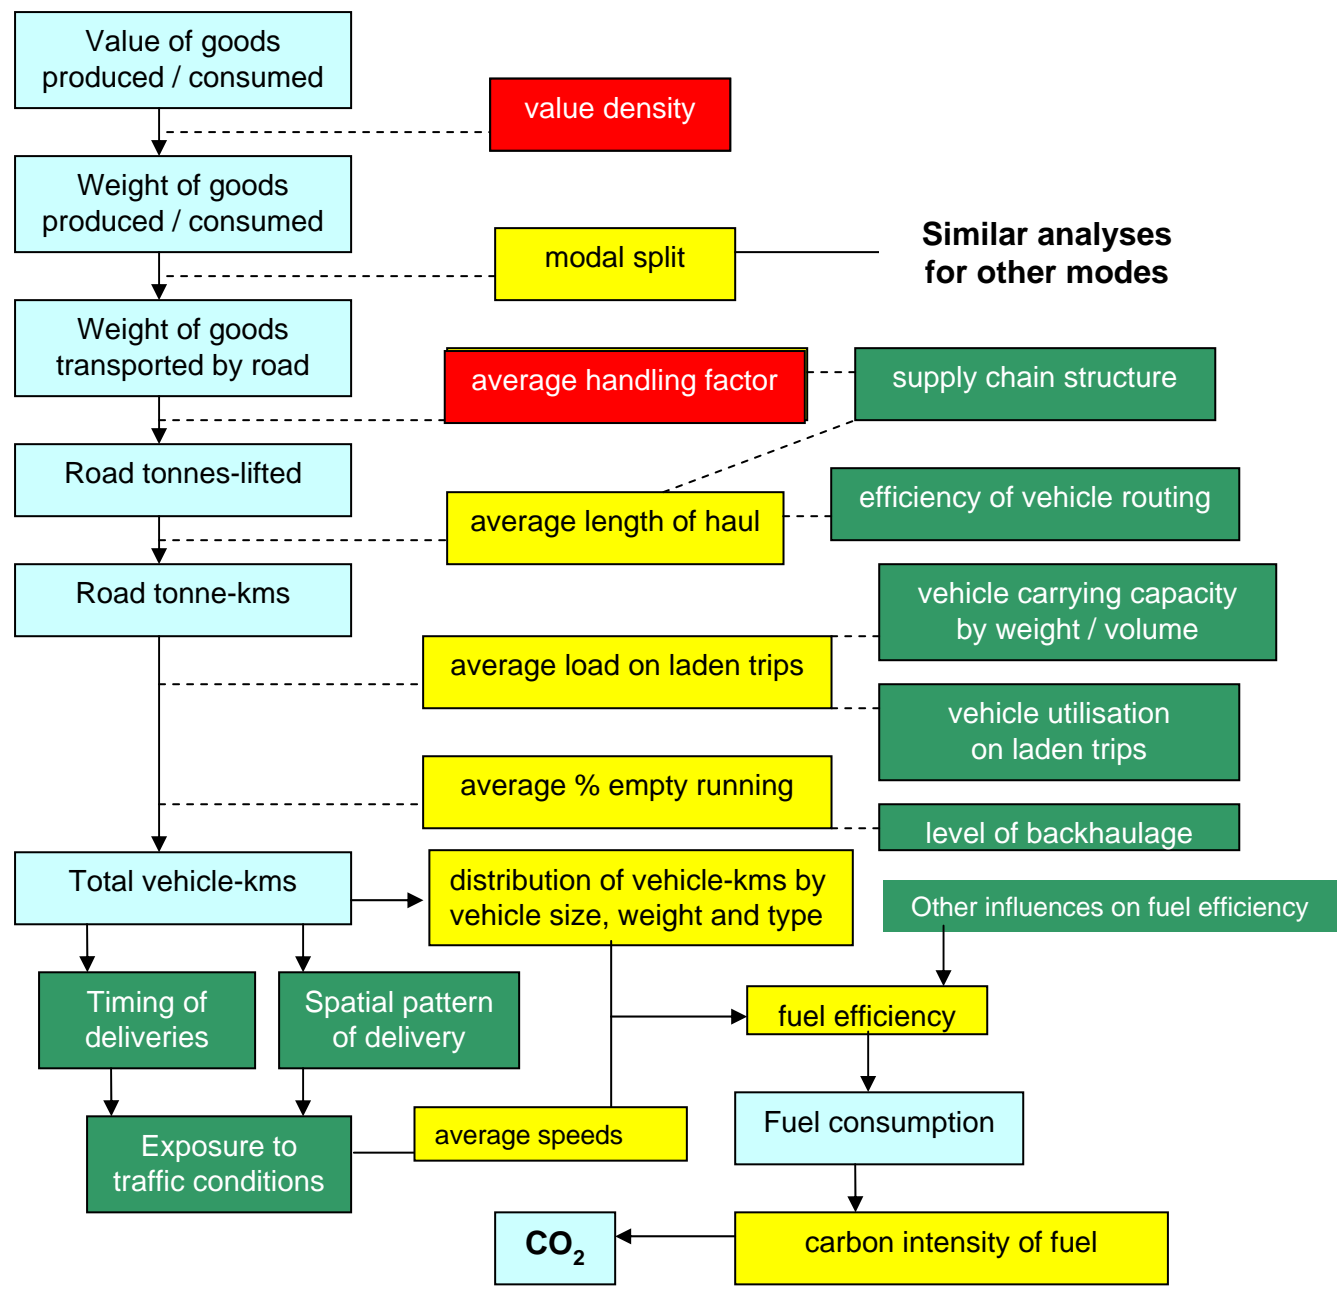 Value of goods
produced / consumed
value density
Weight of goods
produced / consumed
modal split
Similar analyses
for other modes
Weight of goods
transported by road
average handling factor
supply chain structure
Road tonnes-lifted
average length of haul
efficiency of vehicle routing
Road tonne-kms
vehicle carrying capacity
by weight / volume
average load on laden trips
vehicle utilisation
on laden trips
average % empty running
level of backhaulage
Total vehicle-kms
distribution of vehicle-kms by
vehicle size, weight and type
Other influences on fuel efficiency
Timing of
deliveries
Spatial pattern
of delivery
fuel efficiency
Exposure to
traffic conditions
average speeds
Fuel consumption
CO2
carbon intensity of fuel